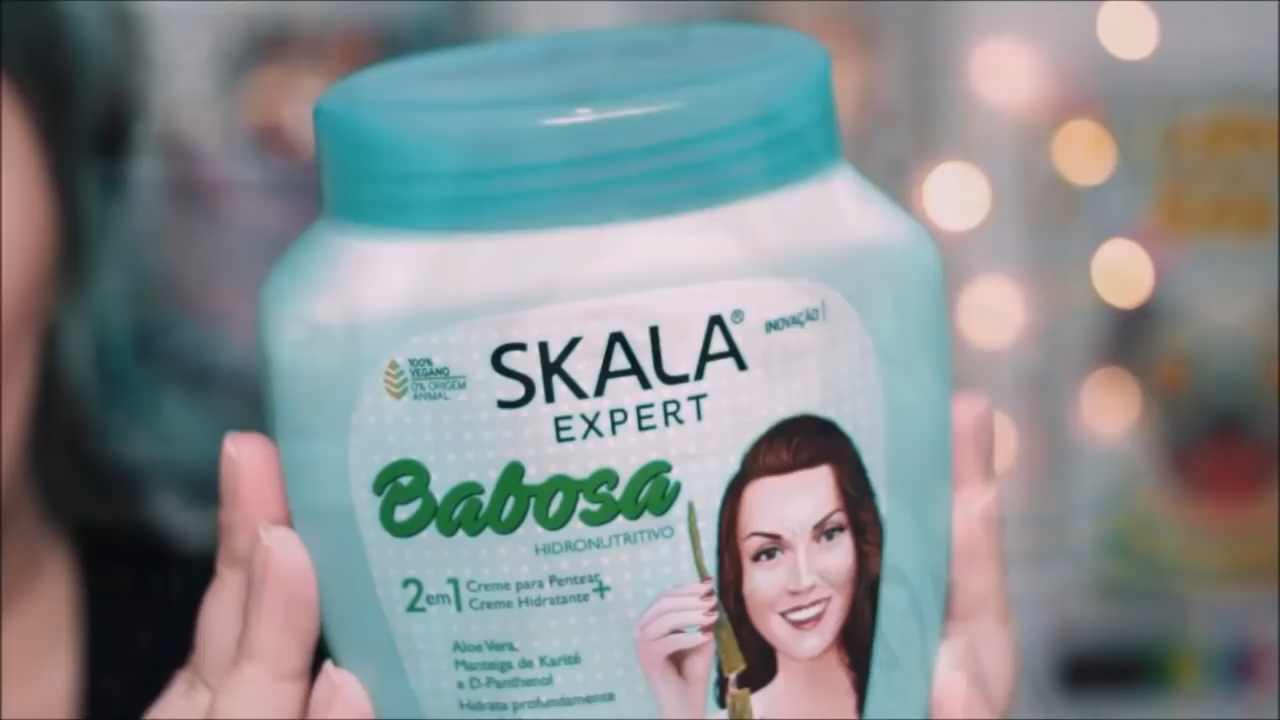 SKALA®
INOVAÇÃO
100%
VEGANO
0% ORIGEM
ANIMAL
EXPERT
Babosa
HIDRONUTRITIVO
2em1 Creme para Pentear +
Creme Hidratante
Aloe Vera,
Manteiga de Karité
e D-Panthenol
Hidrata profundamente